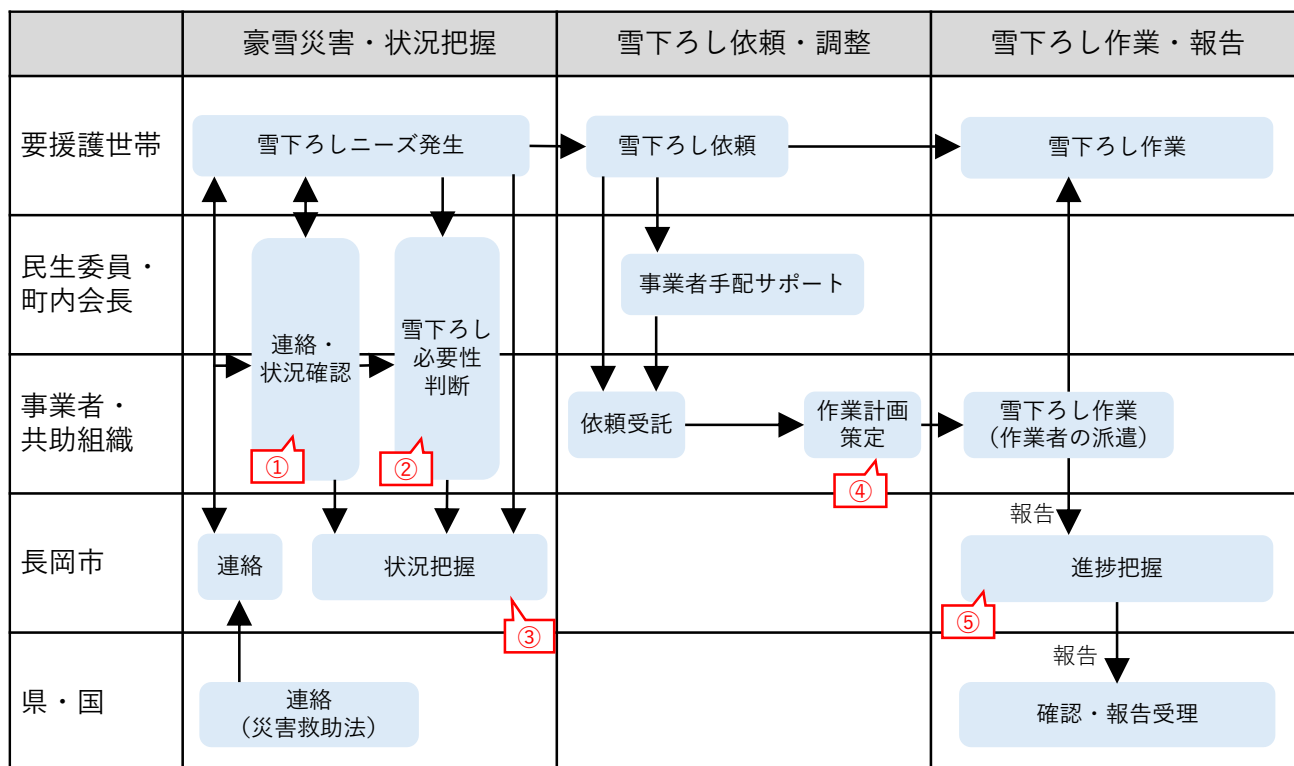 豪雪災害・状況把握
雪下ろし依頼・調整
雪下ろし作業・報告
要援護世帯
雪下ろしニーズ発生
雪下ろし依頼
雪下ろし作業
民生委員・
町内会長
連絡・
状況確認
①
雪下ろし
必要性
判断
②
事業者手配サポート
事業者・
共助組織
依頼受託
作業計画
策定
④
雪下ろし作業
(作業者の派遣)
報告
長岡市
連絡
状況把握
③
進捗把握
⑤
報告
県・国
連絡
(災害救助法)
確認・報告受理